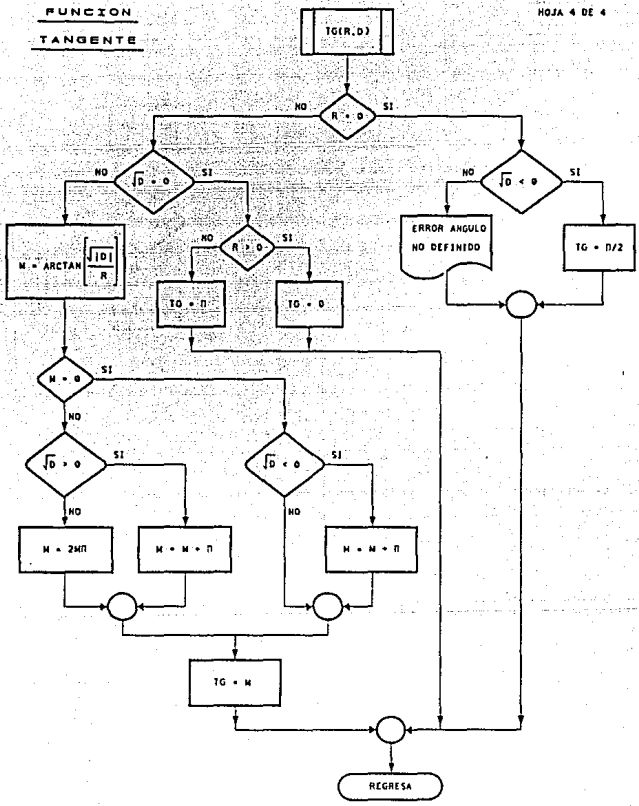 FUNCION
TANGENTE
HOJA 4 DE 4
TG(R,D)
NO
R = 0
SI
NO
√D = 0
SI
NO
√D < 0
SI
M = ARCTAN [√|D| / R]
NO
R > 0
SI
ERROR ANGULO
NO DEFINIDO
TG = Π/2
TG = Π
TG = 0
M = 0
SI
NO
√D > 0
SI
NO
√D < 0
SI
NO
M = 2MΠ
M = M + Π
M = M + Π
TG = M
REGRESA